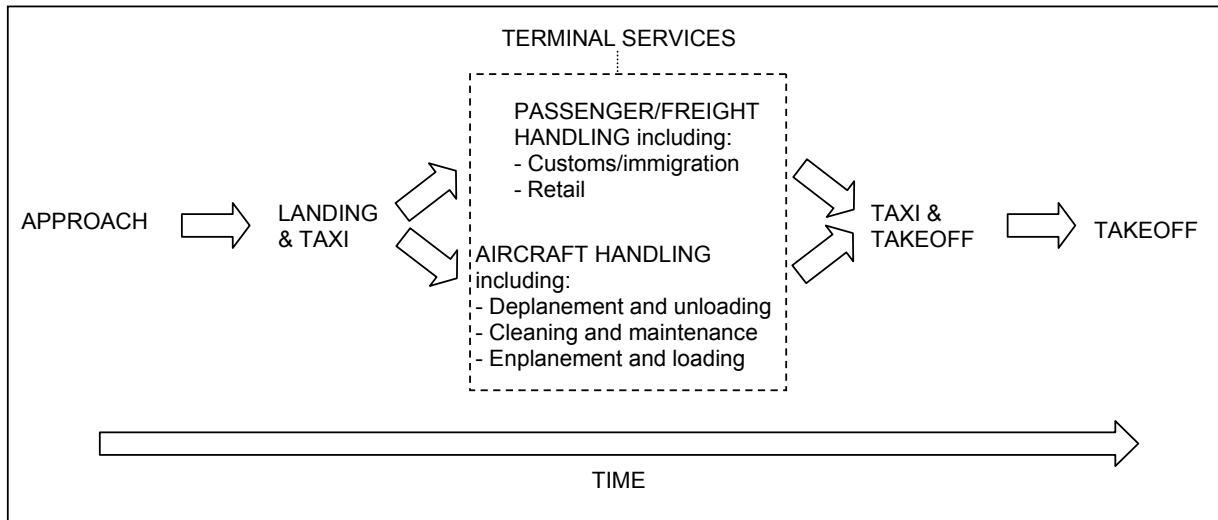 TERMINAL SERVICES
PASSENGER/FREIGHT
HANDLING including:
- Customs/immigration
- Retail
APPROACH
LANDING
& TAXI
TAXI &
TAKEOFF
TAKEOFF
AIRCRAFT HANDLING
including:
- Deplanement and unloading
- Cleaning and maintenance
- Enplanement and loading
TIME